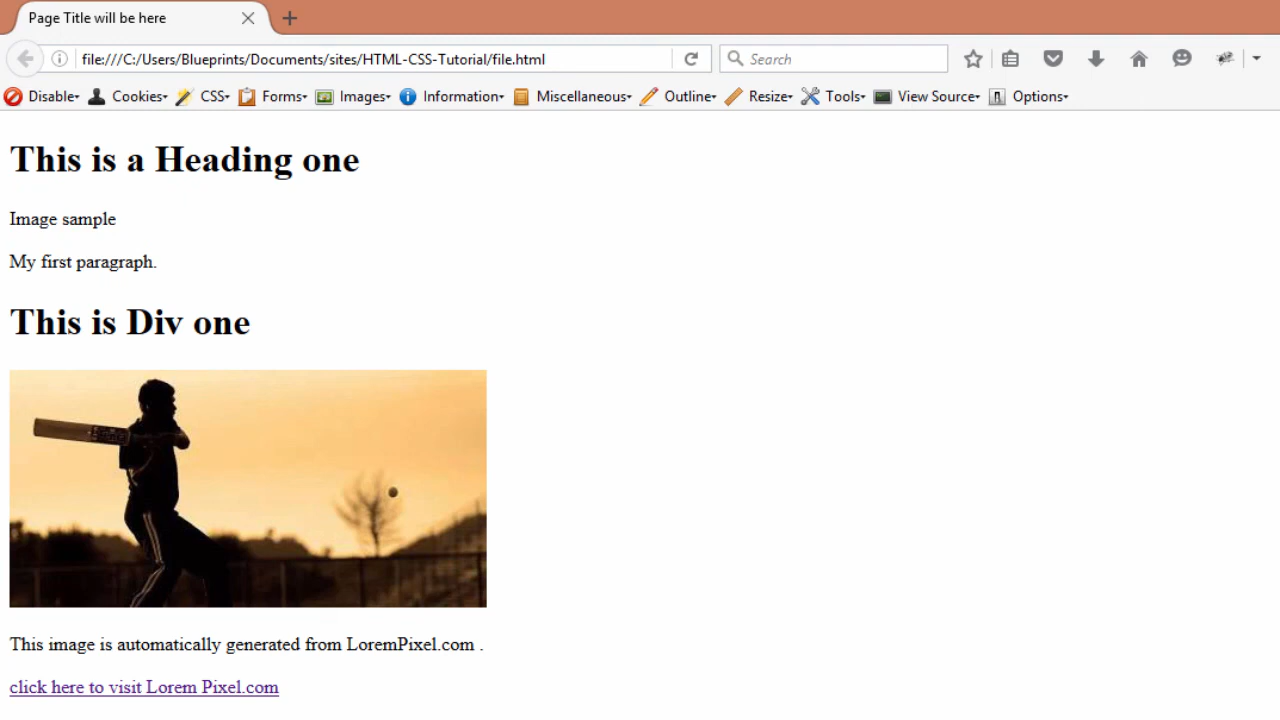 Page Title will be here
file:///C:/Users/Blueprints/Documents/sites/HTML-CSS-Tutorial/file.html Search
Disable Cookies CSS Forms Images Information Miscellaneous Outline Resize Tools View Source Options
This is a Heading one
Image sample
My first paragraph.
This is Div one
This image is automatically generated from LoremPixel.com .
click here to visit Lorem Pixel.com